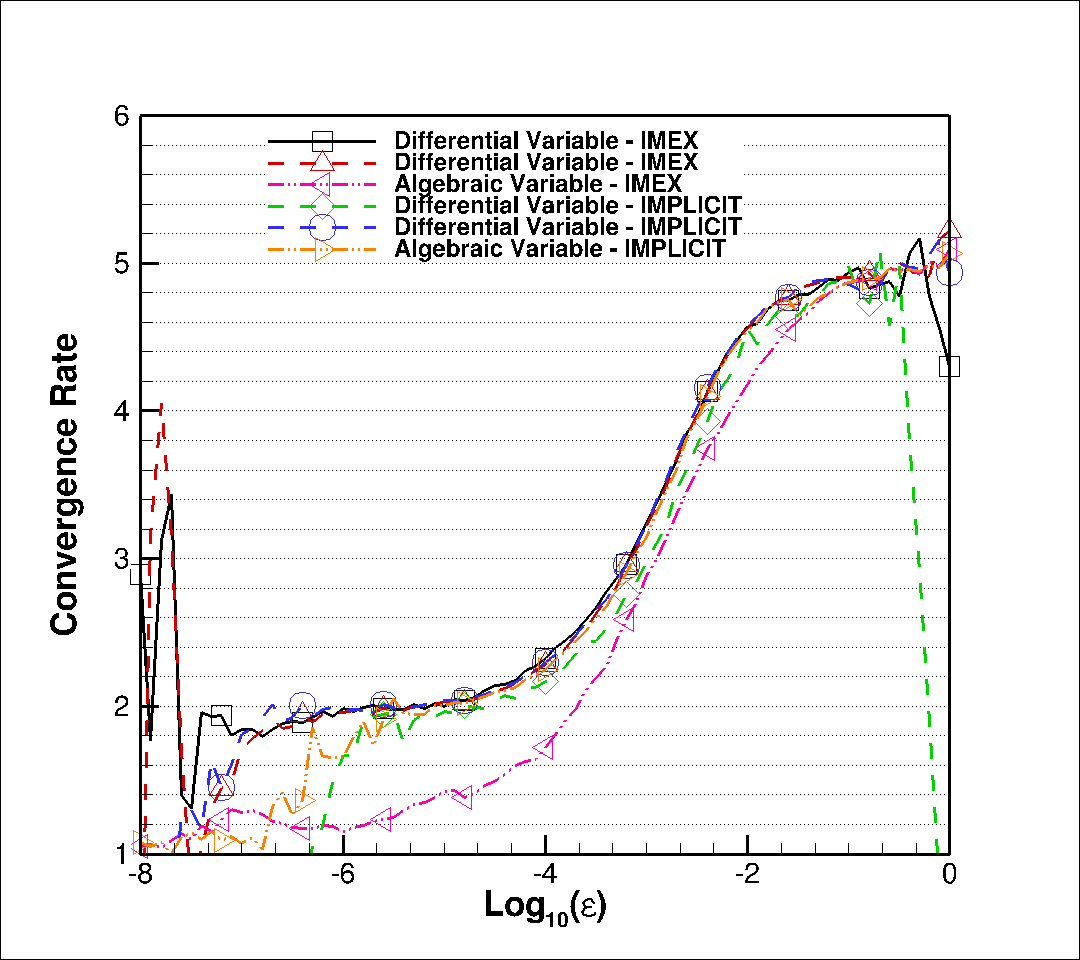 6
Differential Variable - IMEX
Differential Variable - IMEX
Algebraic Variable - IMEX
Differential Variable - IMPLICIT
Differential Variable - IMPLICIT
Algebraic Variable - IMPLICIT
5
4
3
2
1
Convergence Rate
-8 -6 -4 -2 0
Log10(ε)